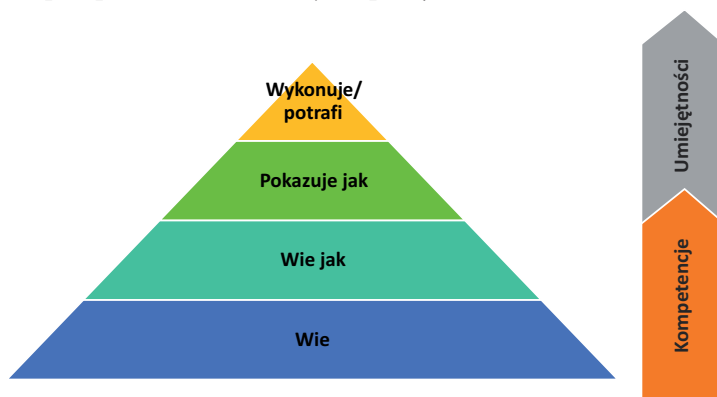 Wykonuje/
potrafi
Pokazuje jak
Wie jak
Wie
Umiejętności
Kompetencje